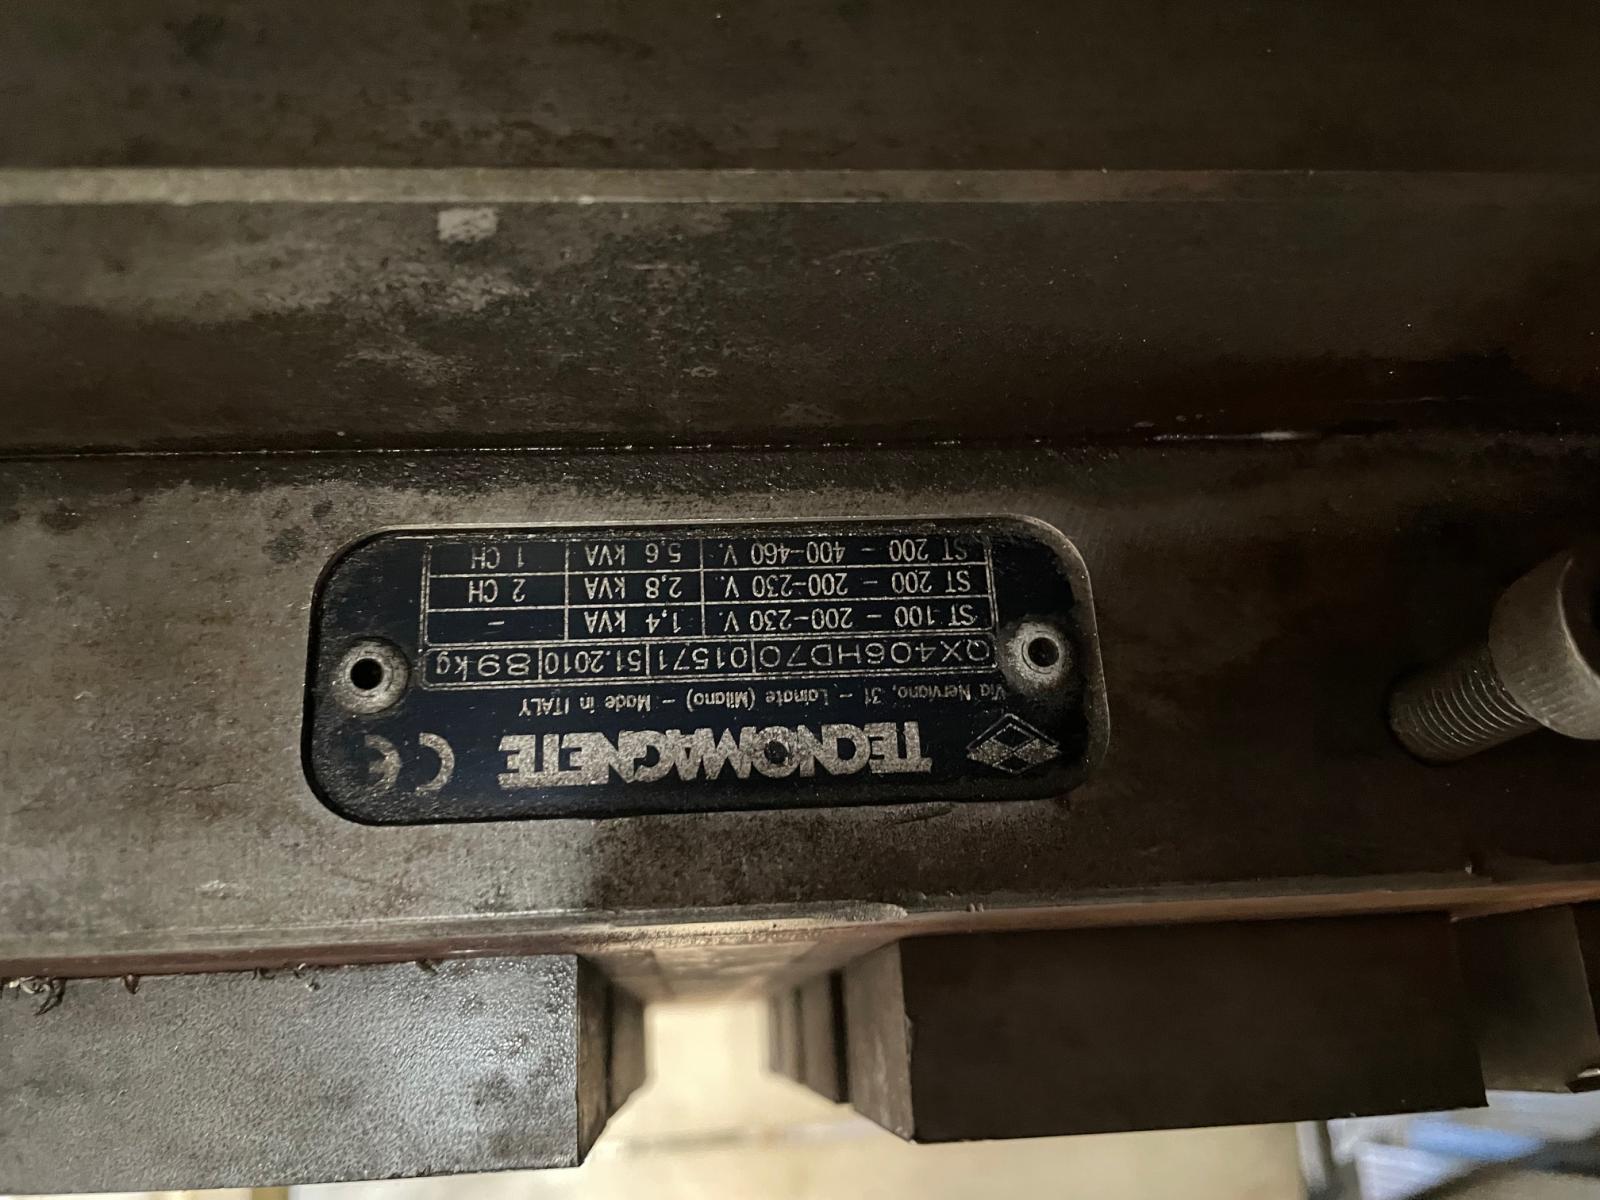 TECNOMAGNETE CE
Via Nerviano, 31 - Lainate (Milano) - Made in ITALY
QX406HD70 01571 51.2010 89kg
ST 100 - 200-230 V. 1,4 kVA -
ST 200 - 200-230 V. 2,8 kVA 2 CH
ST 200 - 400-460 V. 5,6 kVA 1 CH